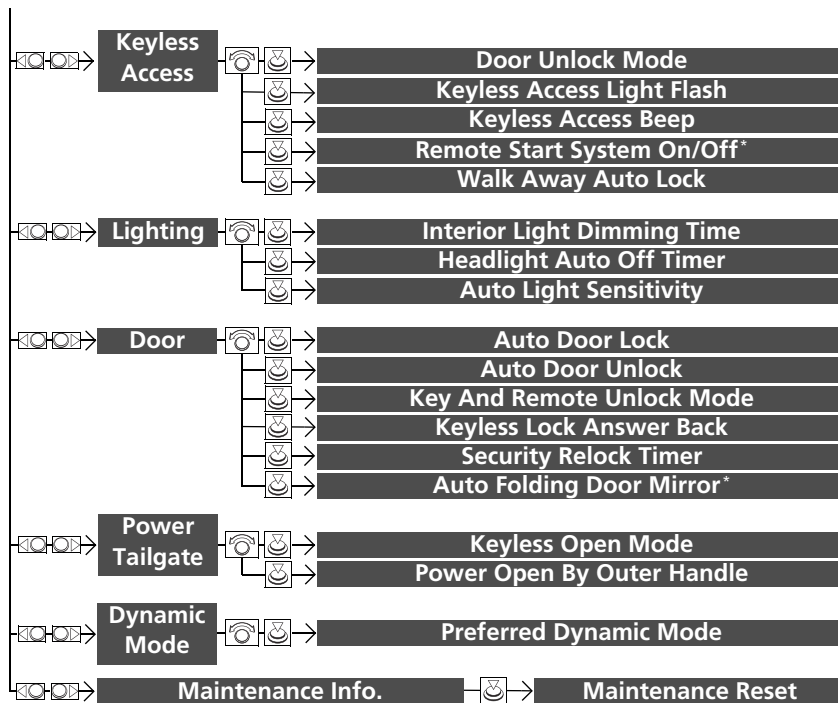 Keyless
Access
Door Unlock Mode
Keyless Access Light Flash
Keyless Access Beep
Remote Start System On/Off*
Walk Away Auto Lock
Lighting
Interior Light Dimming Time
Headlight Auto Off Timer
Auto Light Sensitivity
Door
Auto Door Lock
Auto Door Unlock
Key And Remote Unlock Mode
Keyless Lock Answer Back
Security Relock Timer
Auto Folding Door Mirror*
Power
Tailgate
Keyless Open Mode
Power Open By Outer Handle
Dynamic
Mode
Preferred Dynamic Mode
Maintenance Info.
Maintenance Reset